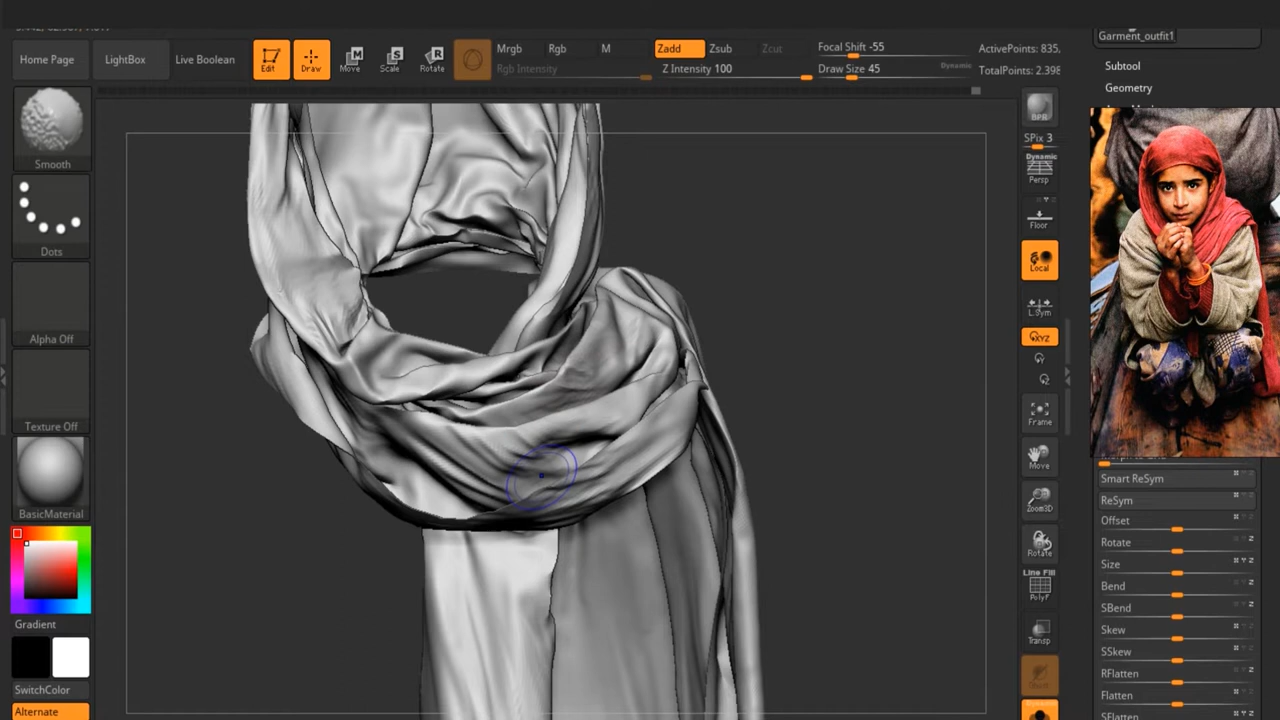 Home Page
LightBox
Live Boolean
Edit
Draw
Move
Scale
Rotate
Mrgb
Rgb
M
Rgb Intensity
Zadd
Zsub
Zcut
Z Intensity 100
Focal Shift -55
Draw Size 45
Dynamic
ActivePoints: 835,
TotalPoints: 2.398
Garment_outfit1
Subtool
Geometry
Smooth
Dots
Alpha Off
Texture Off
BasicMaterial
Gradient
SwitchColor
Alternate
BPR
SPix 3
Dynamic
Persp
Floor
Local
L.Sym
XYZ
Frame
Move
Zoom3D
Rotate
Line Fill
PolyF
Transp
Smart ReSym
ReSym
Offset
Rotate
Size
Bend
SBend
Skew
SSkew
RFlatten
Flatten
SFlatten